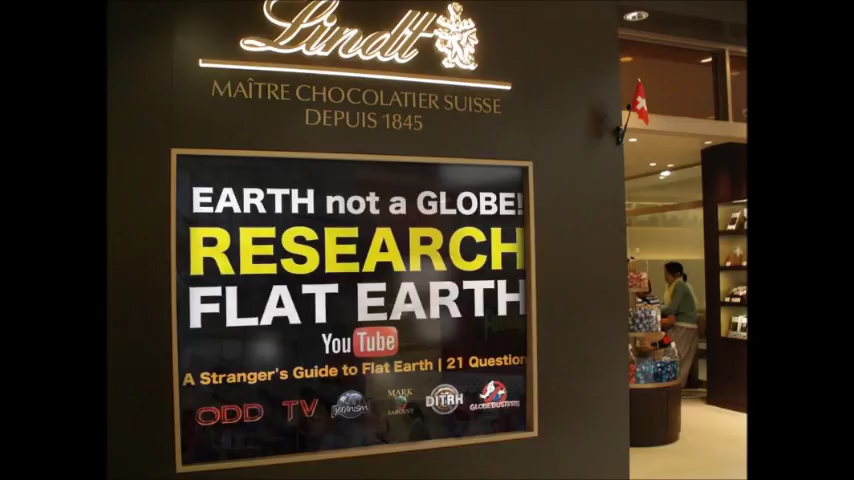 Lindt
MAÎTRE CHOCOLATIER SUISSE
DEPUIS 1845
EARTH not a GLOBE!
RESEARCH
FLAT EARTH
YouTube
A Stranger's Guide to Flat Earth | 21 Question
ODD TV jeranism MARK SARGENT DITRH GLOBEBUSTERS